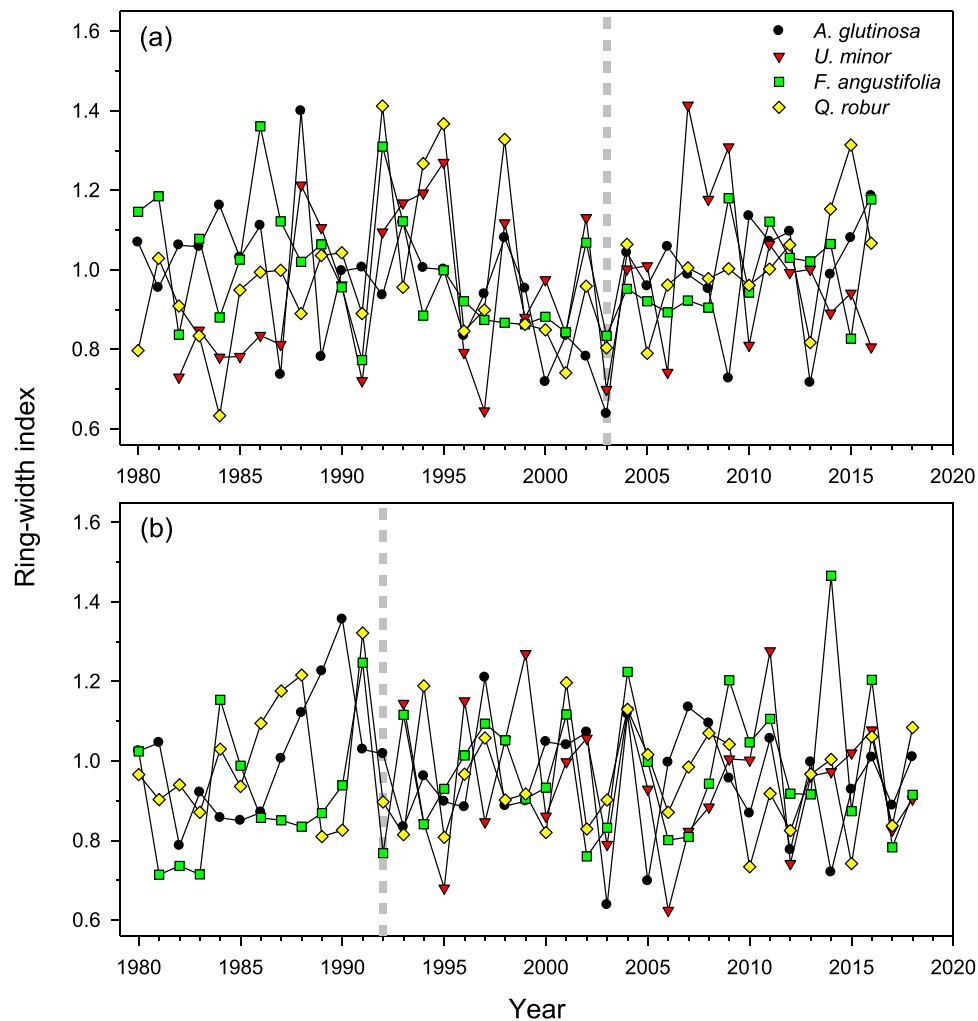 (a)
A. glutinosa
U. minor
F. angustifolia
Q. robur
1.6
1.4
1.2
1.0
0.8
0.6
1980 1985 1990 1995 2000 2005 2010 2015 2020
Year
Ring-width index
(b)
1.6
1.4
1.2
1.0
0.8
0.6
1980 1985 1990 1995 2000 2005 2010 2015 2020
Year